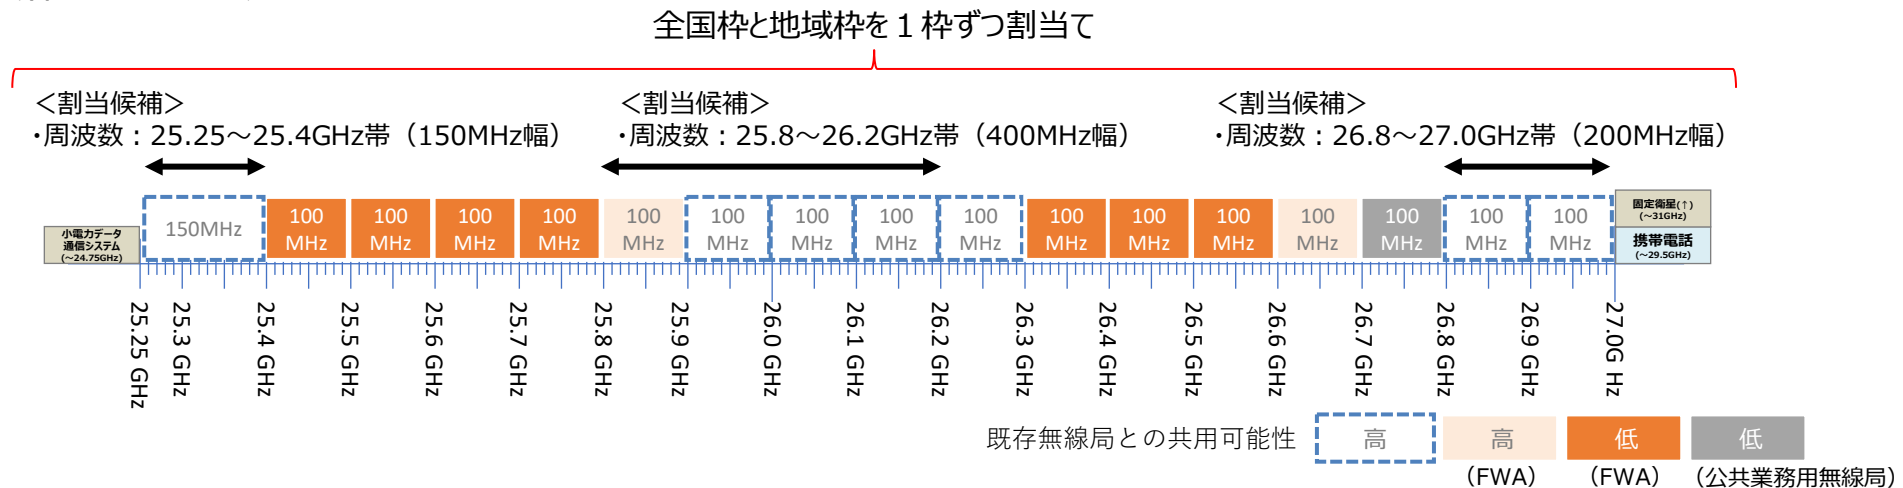 全国枠と地域枠を１枠ずつ割当て
＜割当候補＞
・周波数：25.25～25.4GHz帯（150MHz幅）
＜割当候補＞
・周波数：25.8～26.2GHz帯（400MHz幅）
＜割当候補＞
・周波数：26.8～27.0GHz帯（200MHz幅）
小電力データ
通信システム
(～24.75GHz)
150MHz
100
MHz
100
MHz
100
MHz
100
MHz
100
MHz
100
MHz
100
MHz
100
MHz
100
MHz
100
MHz
100
MHz
100
MHz
100
MHz
100
MHz
100
MHz
100
MHz
固定衛星(↑)
(～31GHz)
携帯電話
(～29.5GHz)
25.25 GHz
25.3 GHz
25.4 GHz
25.5 GHz
25.6 GHz
25.7 GHz
25.8 GHz
25.9 GHz
26.0 GHz
26.1 GHz
26.2 GHz
26.3 GHz
26.4 GHz
26.5 GHz
26.6 GHz
26.7 GHz
26.8 GHz
26.9 GHz
27.0G Hz
既存無線局との共用可能性
高
高
低
低
（FWA）
（FWA）
（公共業務用無線局）